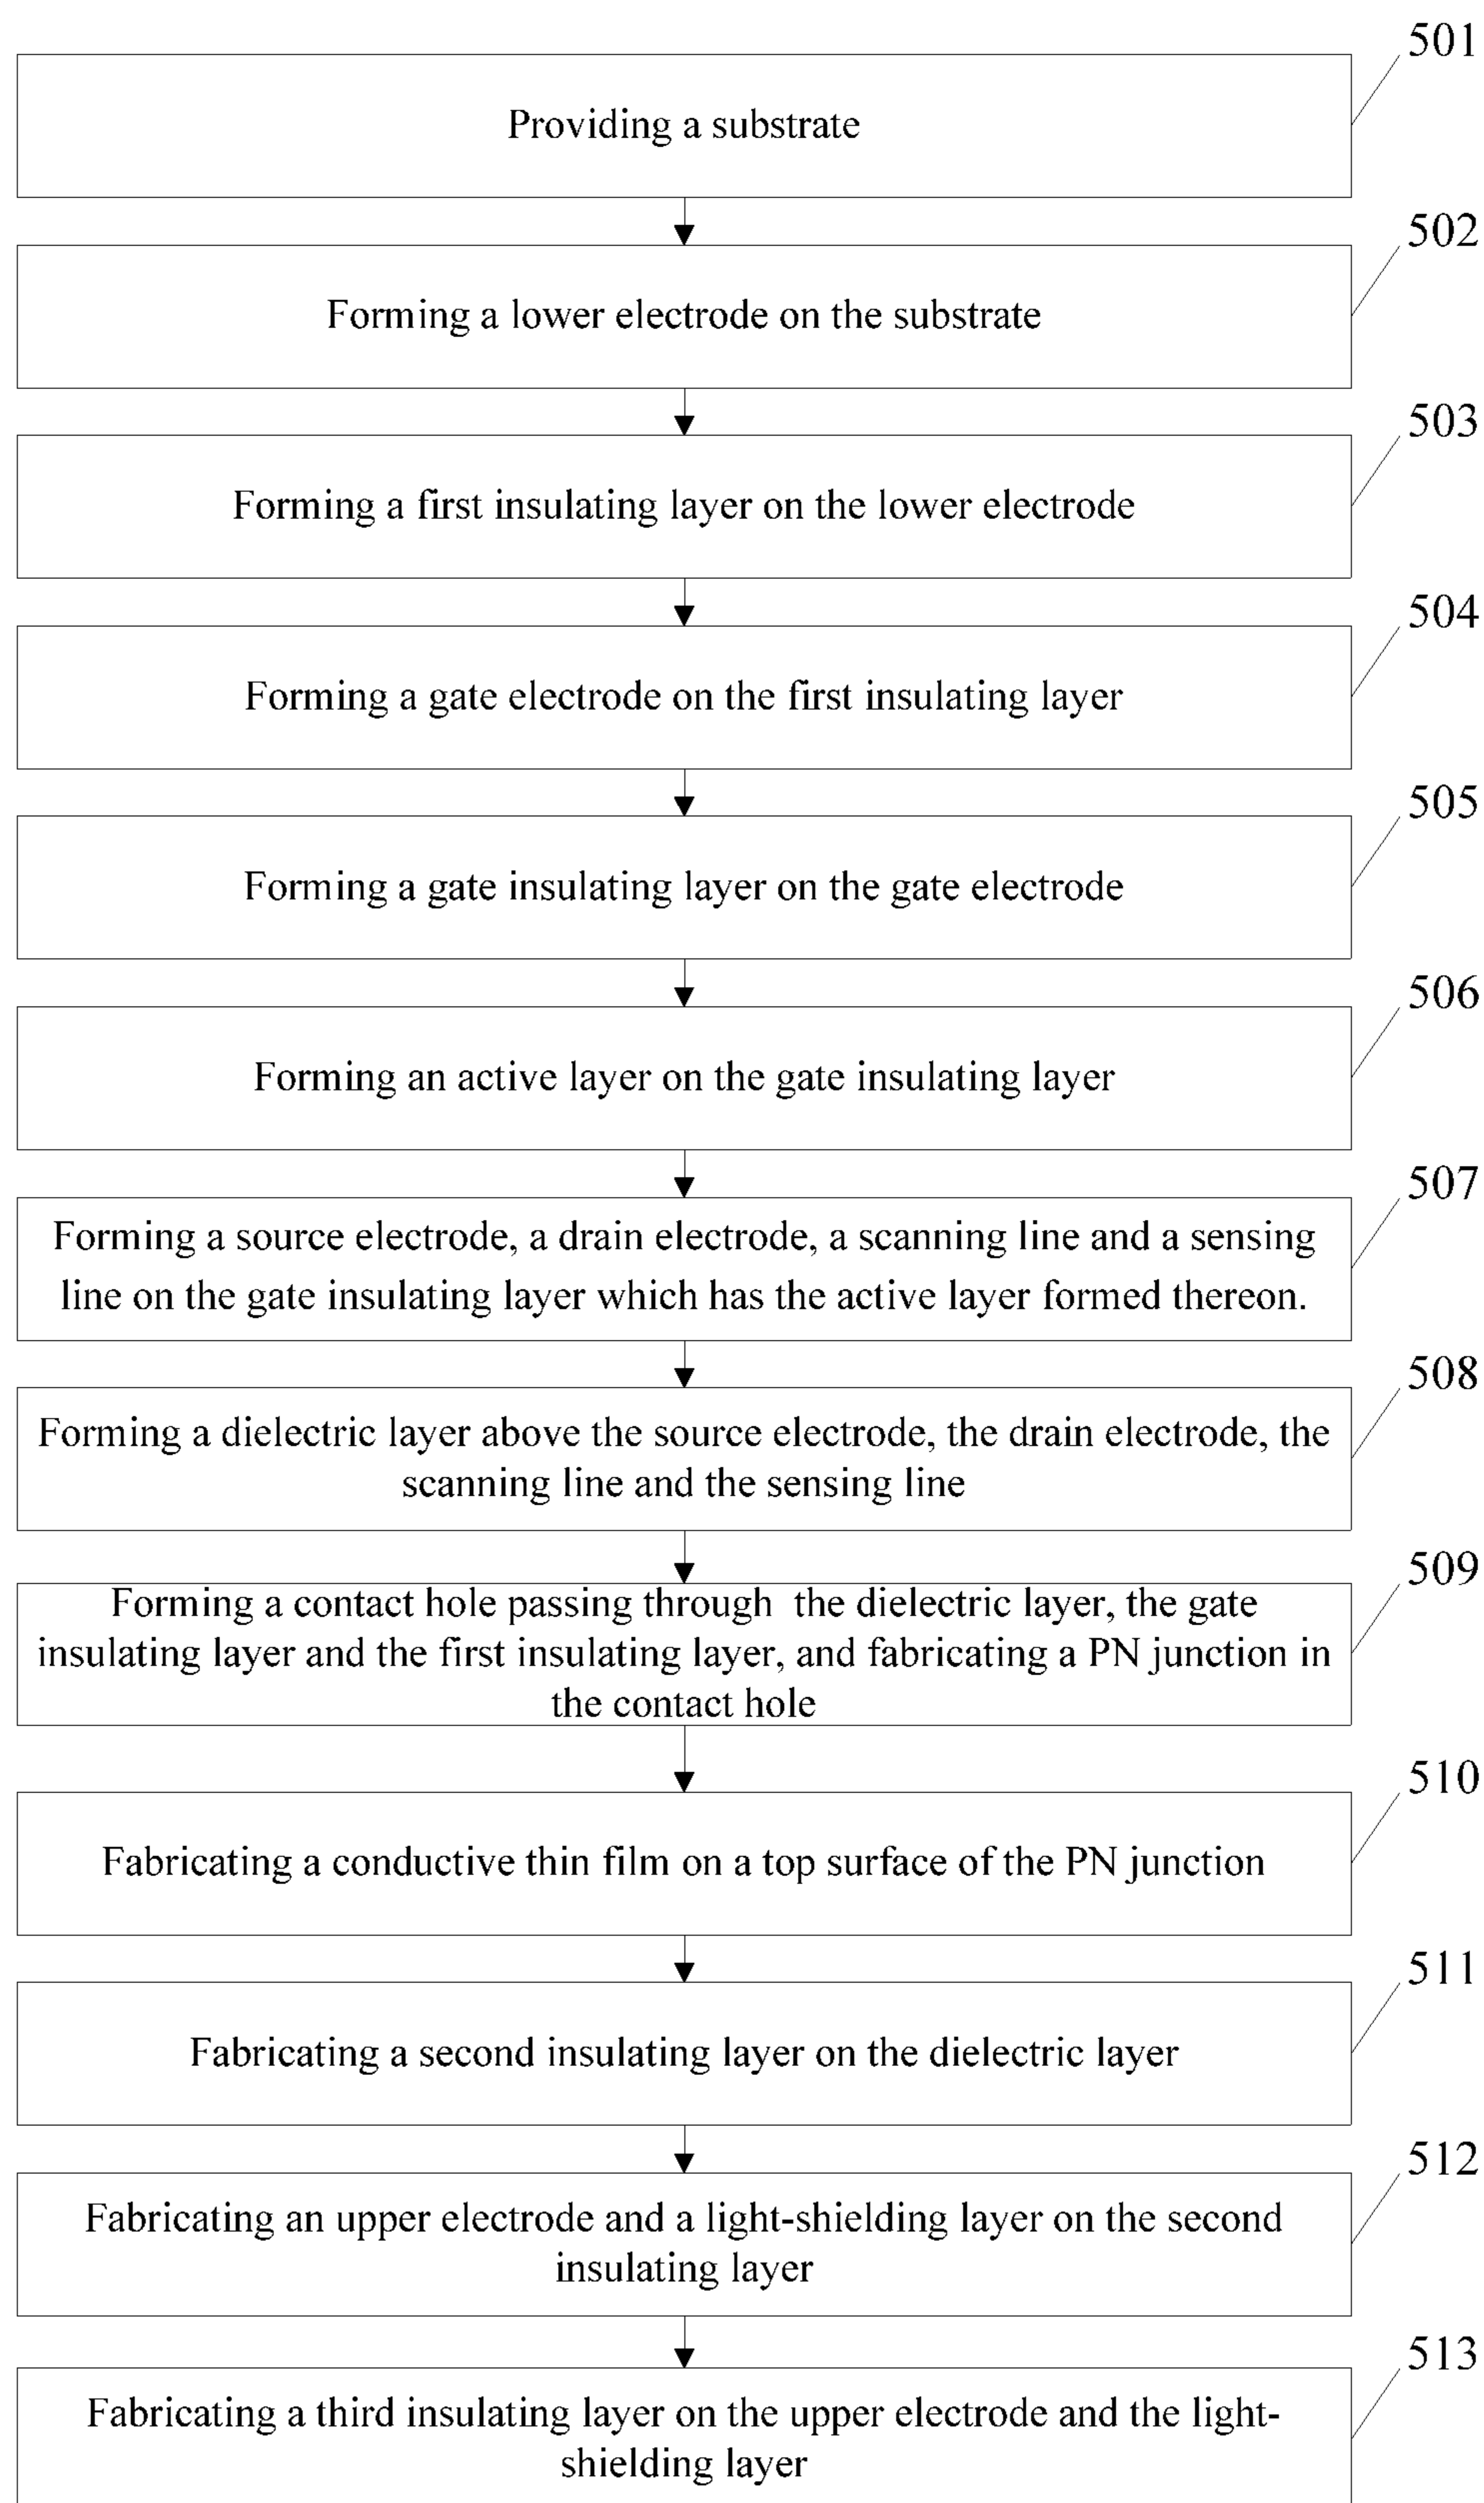 501
Providing a substrate
502
Forming a lower electrode on the substrate
503
Forming a first insulating layer on the lower electrode
504
Forming a gate electrode on the first insulating layer
505
Forming a gate insulating layer on the gate electrode
506
Forming an active layer on the gate insulating layer
507
Forming a source electrode, a drain electrode, a scanning line and a sensing
line on the gate insulating layer which has the active layer formed thereon.
508
Forming a dielectric layer above the source electrode, the drain electrode, the
scanning line and the sensing line
509
Forming a contact hole passing through the dielectric layer, the gate
insulating layer and the first insulating layer, and fabricating a PN junction in
the contact hole
510
Fabricating a conductive thin film on a top surface of the PN junction
511
Fabricating a second insulating layer on the dielectric layer
512
Fabricating an upper electrode and a light-shielding layer on the second
insulating layer
513
Fabricating a third insulating layer on the upper electrode and the light-
shielding layer